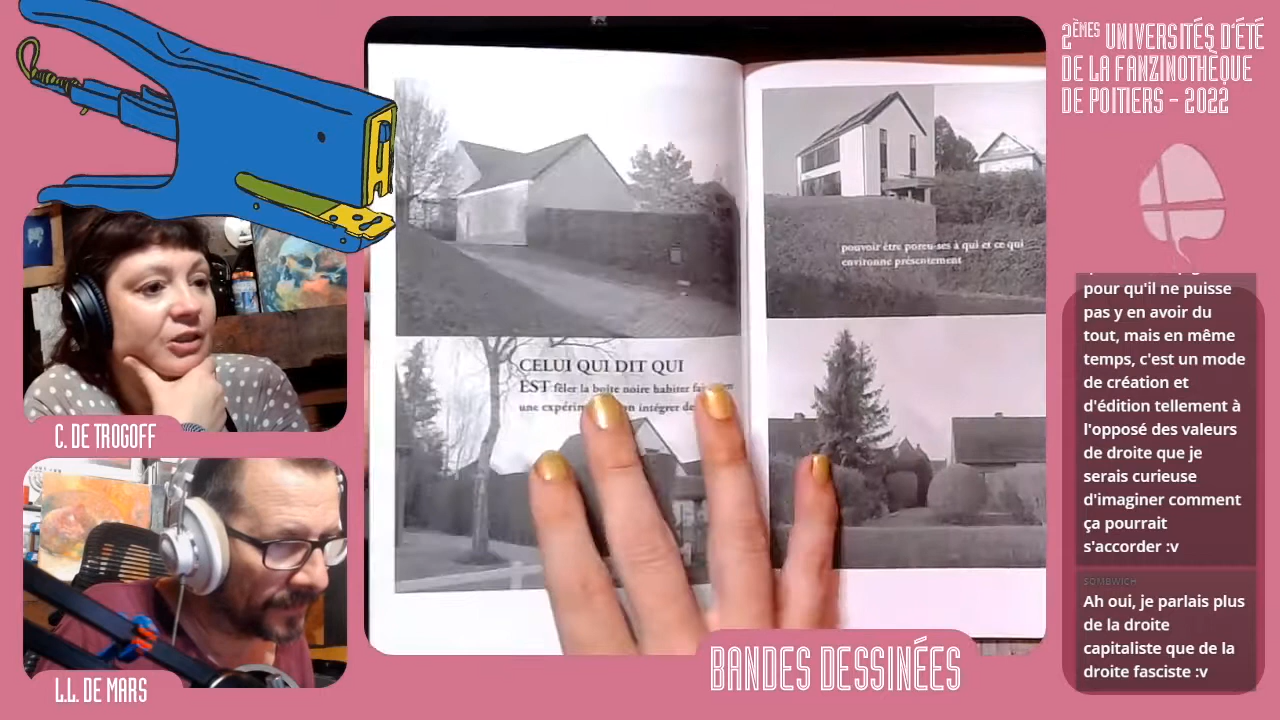 2ÈMES UNIVERSITÉS D'ÉTÉ
DE LA FANZINOTHÈQUE
DE POITIERS - 2022
C. DE TROGOFF
L.L. DE MARS
CELUI QUI DIT QUI
EST fêler la boîte noire habiter
une intégrer
pouvoir être poreu·ses à qui et ce qui
environne présentement
BANDES DESSINÉES
pour qu'il ne puisse
pas y en avoir du
tout, mais en même
temps, c'est un mode
de création et
d'édition tellement à
l'opposé des valeurs
de droite que je
serais curieuse
d'imaginer comment
ça pourrait
s'accorder :v
SOMBWICH
Ah oui, je parlais plus
de la droite
capitaliste que de la
droite fasciste :v